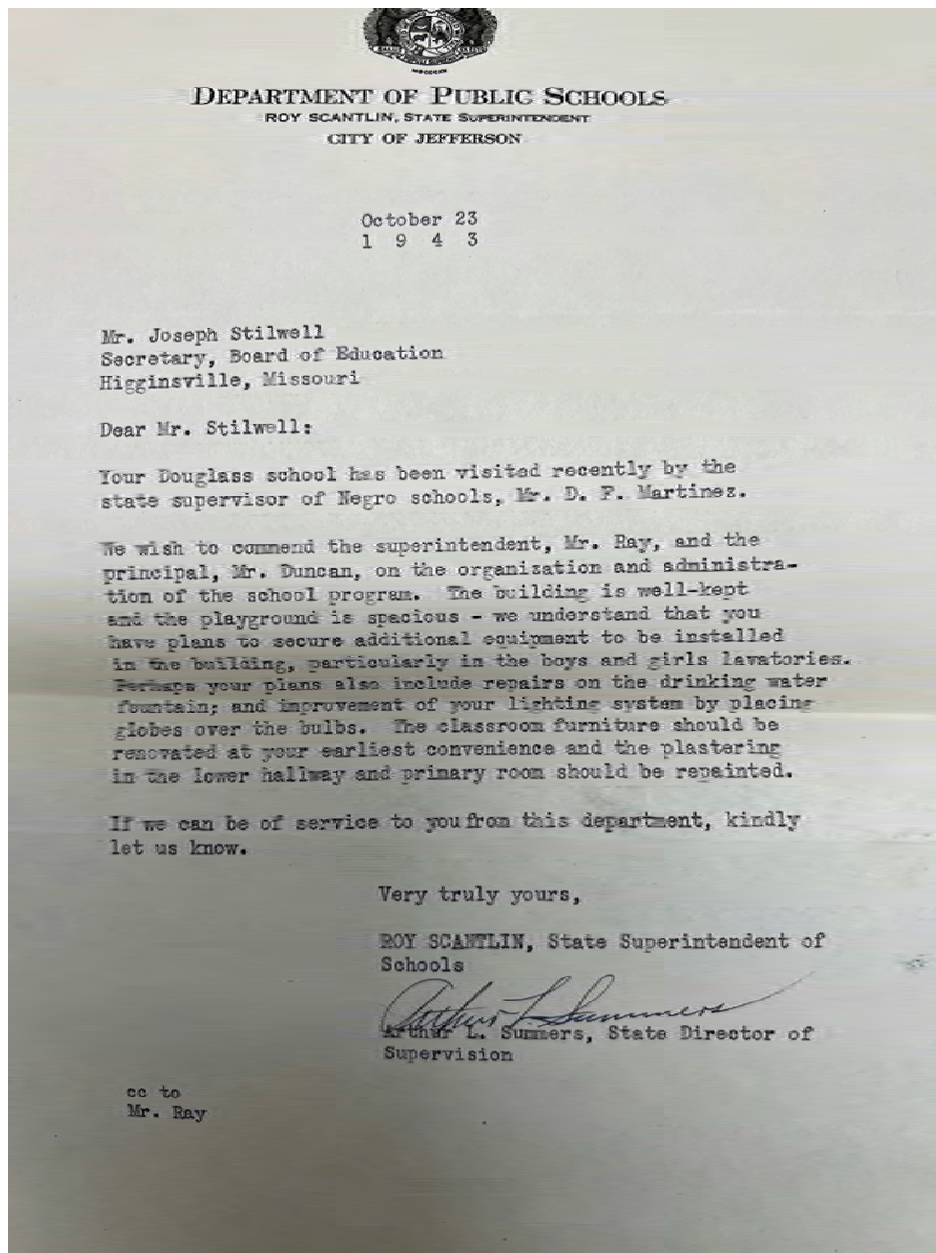 DEPARTMENT OF PUBLIC SCHOOLS
ROY SCANTLIN, STATE SUPERINTENDENT
CITY OF JEFFERSON
October 23
1 9 4 3
Mr. Joseph Stilwell
Secretary, Board of Education
Higginsville, Missouri
Dear Mr. Stilwell:
Your Douglass school has been visited recently by the
state supervisor of Negro schools, Mr. D. F. Martinez.
We wish to commend the superintendent, Mr. Ray, and the
principal, Mr. Duncan, on the organization and administra-
tion of the school program. The building is well-kept
and the playground is spacious - we understand that you
have plans to secure additional equipment to be installed
in the building, particularly in the boys and girls lavatories.
Perhaps your plans also include repairs on the drinking water
fountain; and improvement of your lighting system by placing
globes over the bulbs. The classroom furniture should be
renovated at your earliest convenience and the plastering
in the lower hallway and primary room should be repainted.
If we can be of service to you from this department, kindly
let us know.
Very truly yours,
ROY SCANTLIN, State Superintendent of
Schools
Arthur L Summers
Arthur L. Summers, State Director of
Supervision
cc to
Mr. Ray